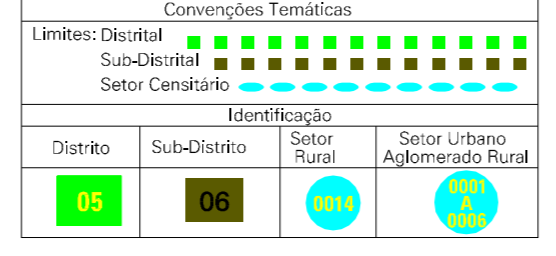 Convenções Temáticas
Limites: Distrital
Sub-Distrital
Setor Censitário
Identificação
Distrito
Sub-Distrito
Setor
Rural
Setor Urbano
Aglomerado Rural
05
06
0014
0001
A
0006